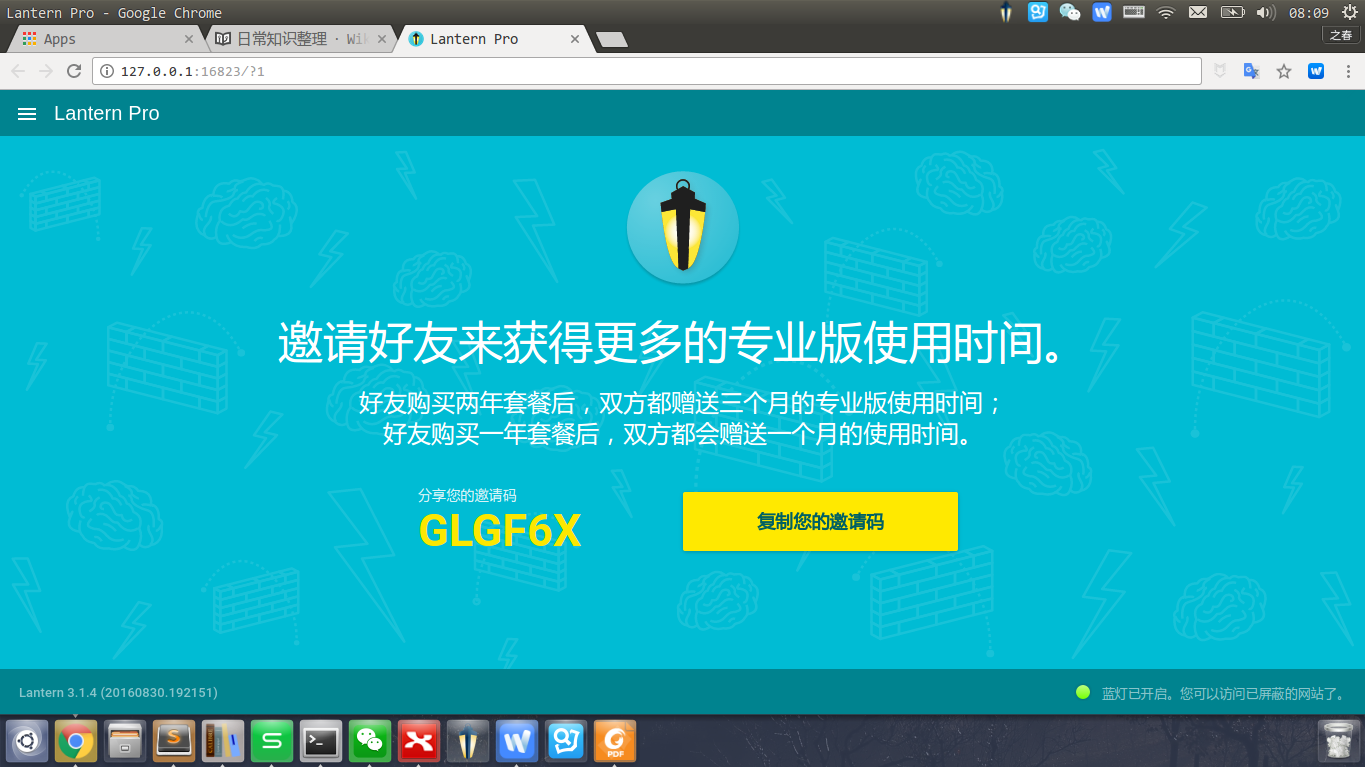 Lantern Pro - Google Chrome
08:09
Apps
日常知识整理 · Wik
Lantern Pro
之春
127.0.0.1:16823/?1
Lantern Pro
邀请好友来获得更多的专业版使用时间。
好友购买两年套餐后，双方都赠送三个月的专业版使用时间；
好友购买一年套餐后，双方都会赠送一个月的使用时间。
分享您的邀请码
GLGF6X
复制您的邀请码
Lantern 3.1.4 (20160830.192151)
蓝灯已开启。您可以访问已屏蔽的网站了。
PDF